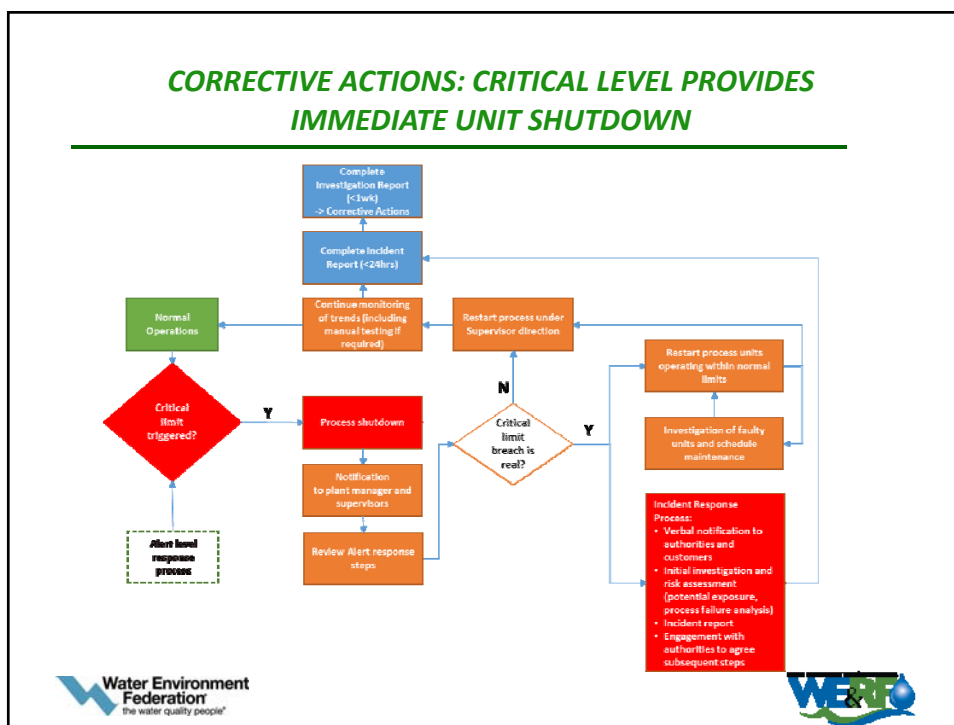 CORRECTIVE ACTIONS: CRITICAL LEVEL PROVIDES
IMMEDIATE UNIT SHUTDOWN
Complete
Investigation Report
(<1wk)
-> Corrective Actions
Complete Incident
Report (<24hrs)
Normal
Operations
Continue monitoring
of trends (including
manual testing if
required)
Restart process under
Supervisor direction
Restart process units
operating within normal
limits
N
Critical
limit
triggered?
Y
Process shutdown
Critical
limit
breach is
real?
Y
Investigation of faulty
units and schedule
maintenance
Notification
to plant manager and
supervisors
Alert level
response
process
Review Alert response
steps
Incident Response
Process:
• Verbal notification to
authorities and
customers
• Initial investigation and
risk assessment
(potential exposure,
process failure analysis)
• Incident report
• Engagement with
authorities to agree
subsequent steps
Water Environment
Federation®
the water quality people®
WE&RF